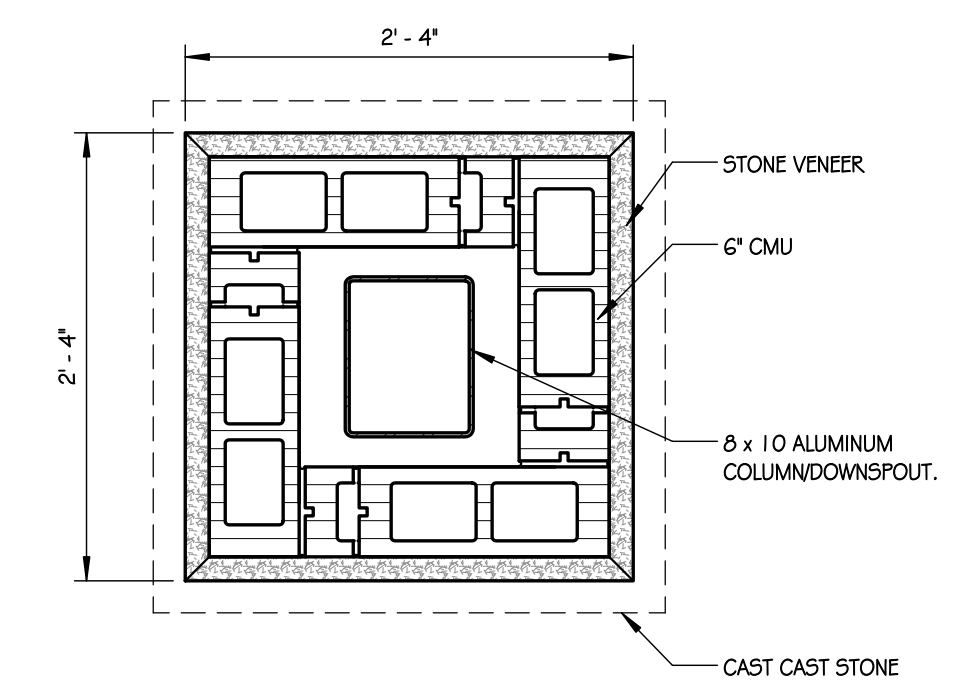 2' - 4"
STONE VENEER
6" CMU
2' - 4"
8 x 10 ALUMINUM
COLUMN/DOWNSPOUT.
CAST CAST STONE